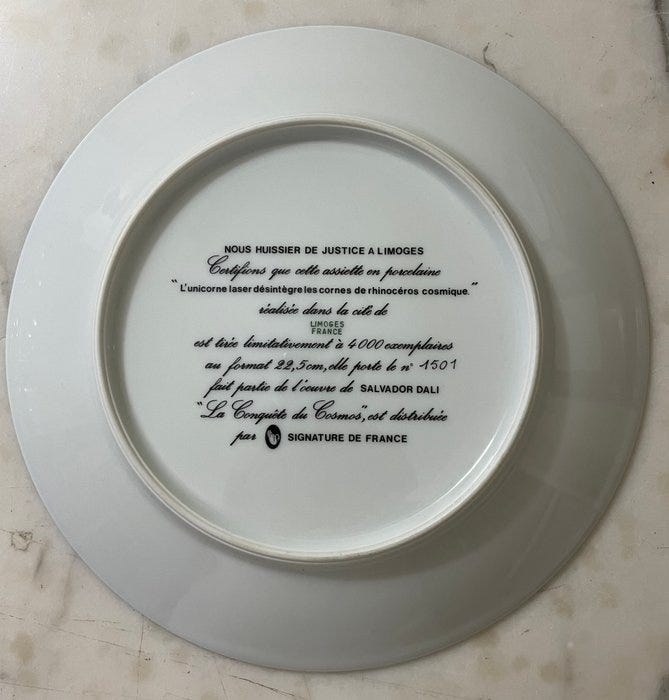 NOUS HUISSIER DE JUSTICE A LIMOGES
Certifions que cette assiette en porcelaine
"L'unicorne laser désintègre les cornes de rhinocéros cosmique."
réalisée dans la cité de
LIMOGES
FRANCE
est tirée limitativement à 4000 exemplaires
au format 22,5cm, elle porte le n° 1501
fait partie de l'oeuvre de SALVADOR DALI
"La Conquête du Cosmos", est distribuée
par SIGNATURE DE FRANCE